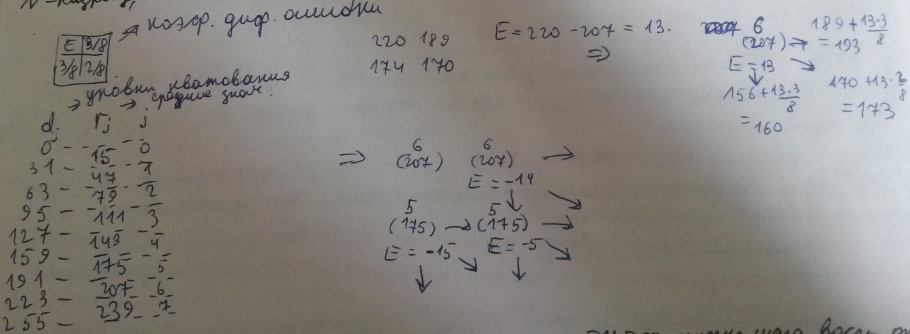 коэф. диф. ошибки
E 3/8
3/8 2/8
уровни квантования
средние знач.
d. rj j
0 - - 15 - 0
31 - - 47 - 1
63 - - 79 - 2
95 - - 111 - 3
127 - - 143 - 4
159 - - 175 - 5
191 - - 207 - 6
223 - - 239 - 7
255 -
220 189
174 170
E = 220 - 207 = 13.
⇒
6
(207) →
E = 13
189 + 13·3/8
= 193
156 + 13·3/8
= 160
170 + 13·2/8
= 173
⇒ 6 6
(207) (207) →
E = -14
5 5
(175) → (175) →
E = -15 E = -5